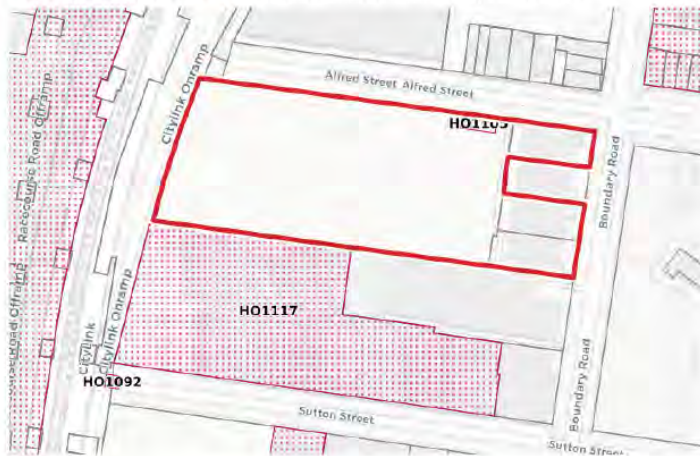 Alfred Street Alfred Street
Citylink Onramp
HO1105
Racecourse Road Offramp
Boundary Road
HO1117
Citylink Onramp
Citylink
HO1092
Boundary Road
Sutton Street
Sutton Street